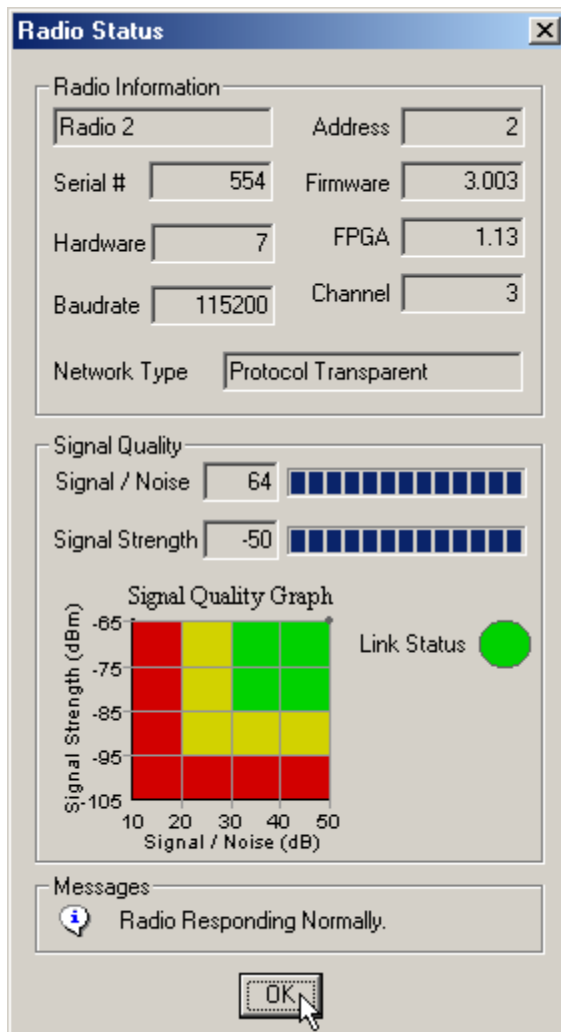 Radio Status
Radio Information
Radio 2
Address 2
Serial # 554
Firmware 3.003
Hardware 7
FPGA 1.13
Baudrate 115200
Channel 3
Network Type Protocol Transparent
Signal Quality
Signal / Noise 64
Signal Strength -50
Signal Quality Graph
Signal Strength (dBm)
-65
-75
-85
-95
-105
10 20 30 40 50
Signal / Noise (dB)
Link Status
Messages
Radio Responding Normally.
OK